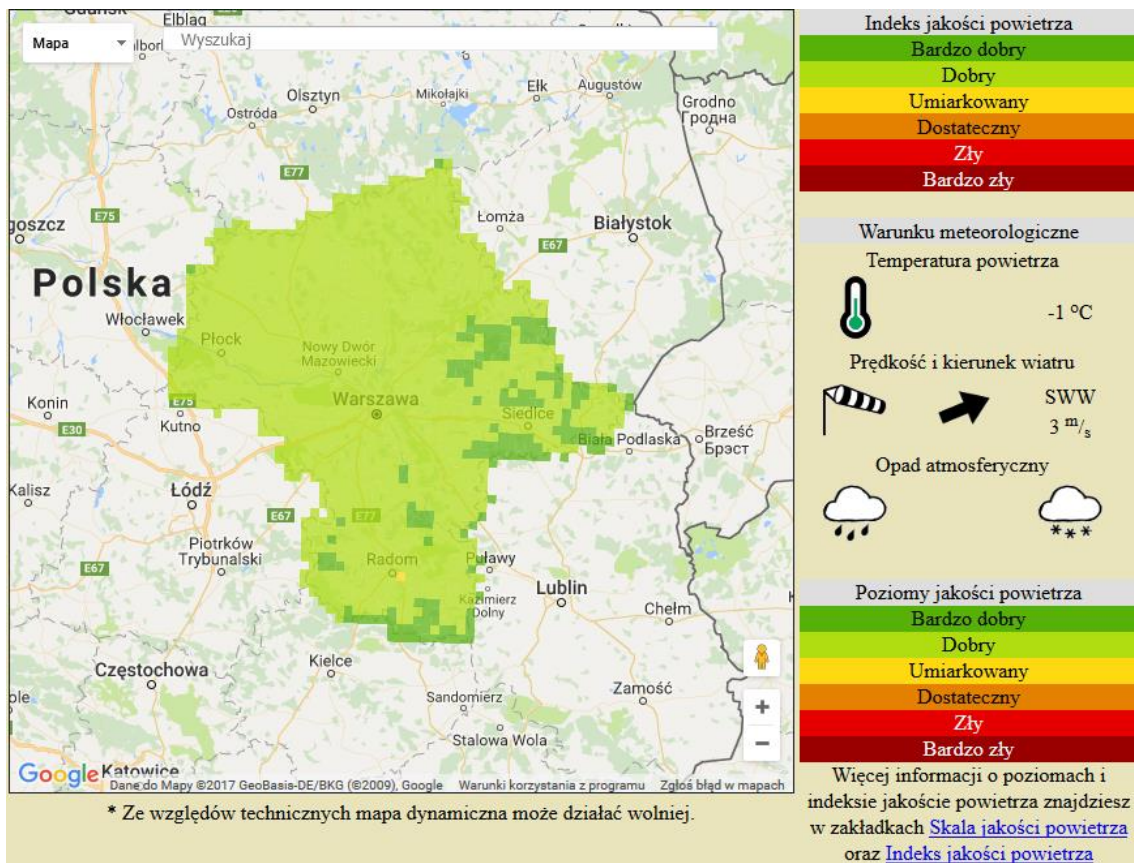 Gdańsk
Elbląg
Mapa
Wyszukaj
Olsztyn
Mikołajki
Ełk
Augustów
Ostróda
Grodno
Гродна
E77
E75
Łomża
Białystok
E67
goszcz
Polska
Włocławek
Płock
Nowy Dwór
Mazowiecki
Warszawa
Konin
E75
Kutno
E30
Siedlce
Biała Podlaska
Brześć
Брэст
Kalisz
Łódź
E67
E77
Piotrków
Trybunalski
Radom
Puławy
E67
Kazimierz
Dolny
Lublin
Chełm
Kielce
Częstochowa
Sandomierz
Zamość
Stalowa Wola
ole
Google
Katowice
Dane do Mapy ©2017 GeoBasis-DE/BKG (©2009), Google
Warunki korzystania z programu
Zgłoś błąd w mapach
* Ze względów technicznych mapa dynamiczna może działać wolniej.
Indeks jakości powietrza
Bardzo dobry
Dobry
Umiarkowany
Dostateczny
Zły
Bardzo zły
Warunku meteorologiczne
Temperatura powietrza
-1 °C
Prędkość i kierunek wiatru
SWW
3 m/s
Opad atmosferyczny
Poziomy jakości powietrza
Bardzo dobry
Dobry
Umiarkowany
Dostateczny
Zły
Bardzo zły
Więcej informacji o poziomach i
indeksie jakoście powietrza znajdziesz
w zakładkach Skala jakości powietrza
oraz Indeks jakości powietrza